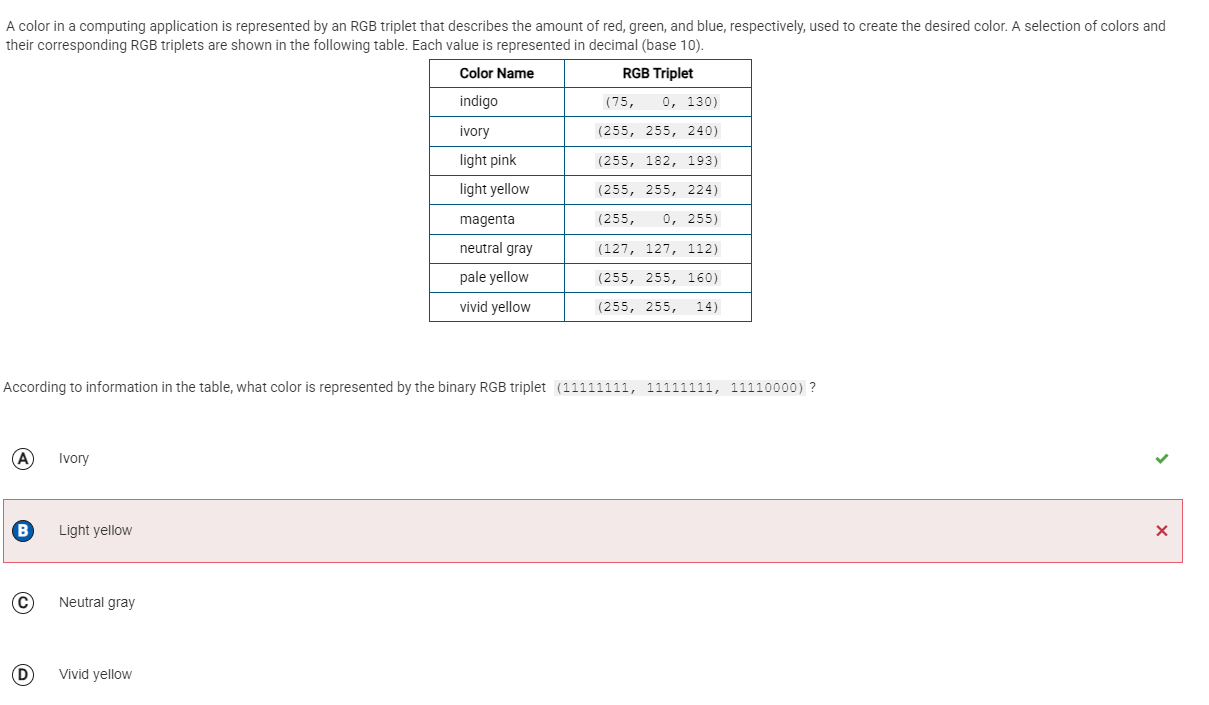 A color in a computing application is represented by an RGB triplet that describes the amount of red, green, and blue, respectively, used to create the desired color. A selection of colors and
their corresponding RGB triplets are shown in the following table. Each value is represented in decimal (base 10).
Color Name RGB Triplet
indigo (75, 0, 130)
ivory (255, 255, 240)
light pink (255, 182, 193)
light yellow (255, 255, 224)
magenta (255, 0, 255)
neutral gray (127, 127, 112)
pale yellow (255, 255, 160)
vivid yellow (255, 255, 14)
According to information in the table, what color is represented by the binary RGB triplet (11111111, 11111111, 11110000) ?
A Ivory
B Light yellow
C Neutral gray
D Vivid yellow